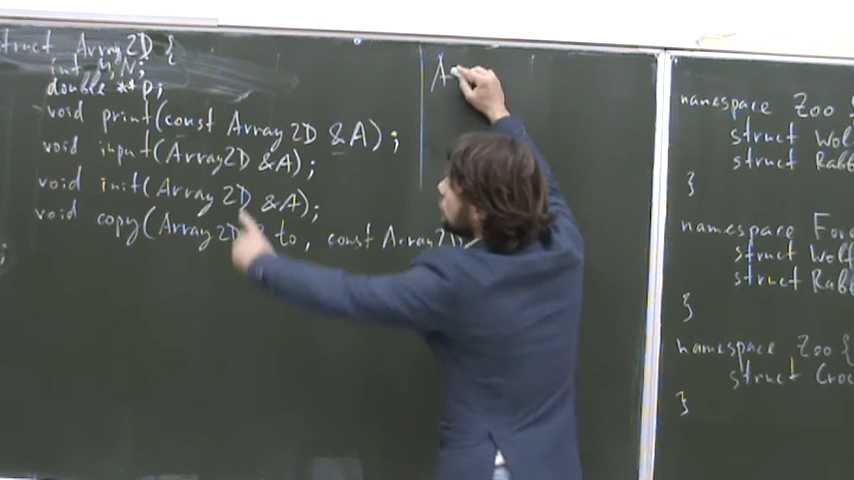 struct Array2D {
int M, N;
double **p;
void print(const Array2D &A);
void input(Array2D &A);
void init(Array2D &A);
void copy(Array2D & to, const Array2D
A
namespace Zoo {
struct Wol
struct Rabb
}
namespace Fore
struct Wolf
struct Rabb
}
namespace Zoo {
struct Croc
}
;